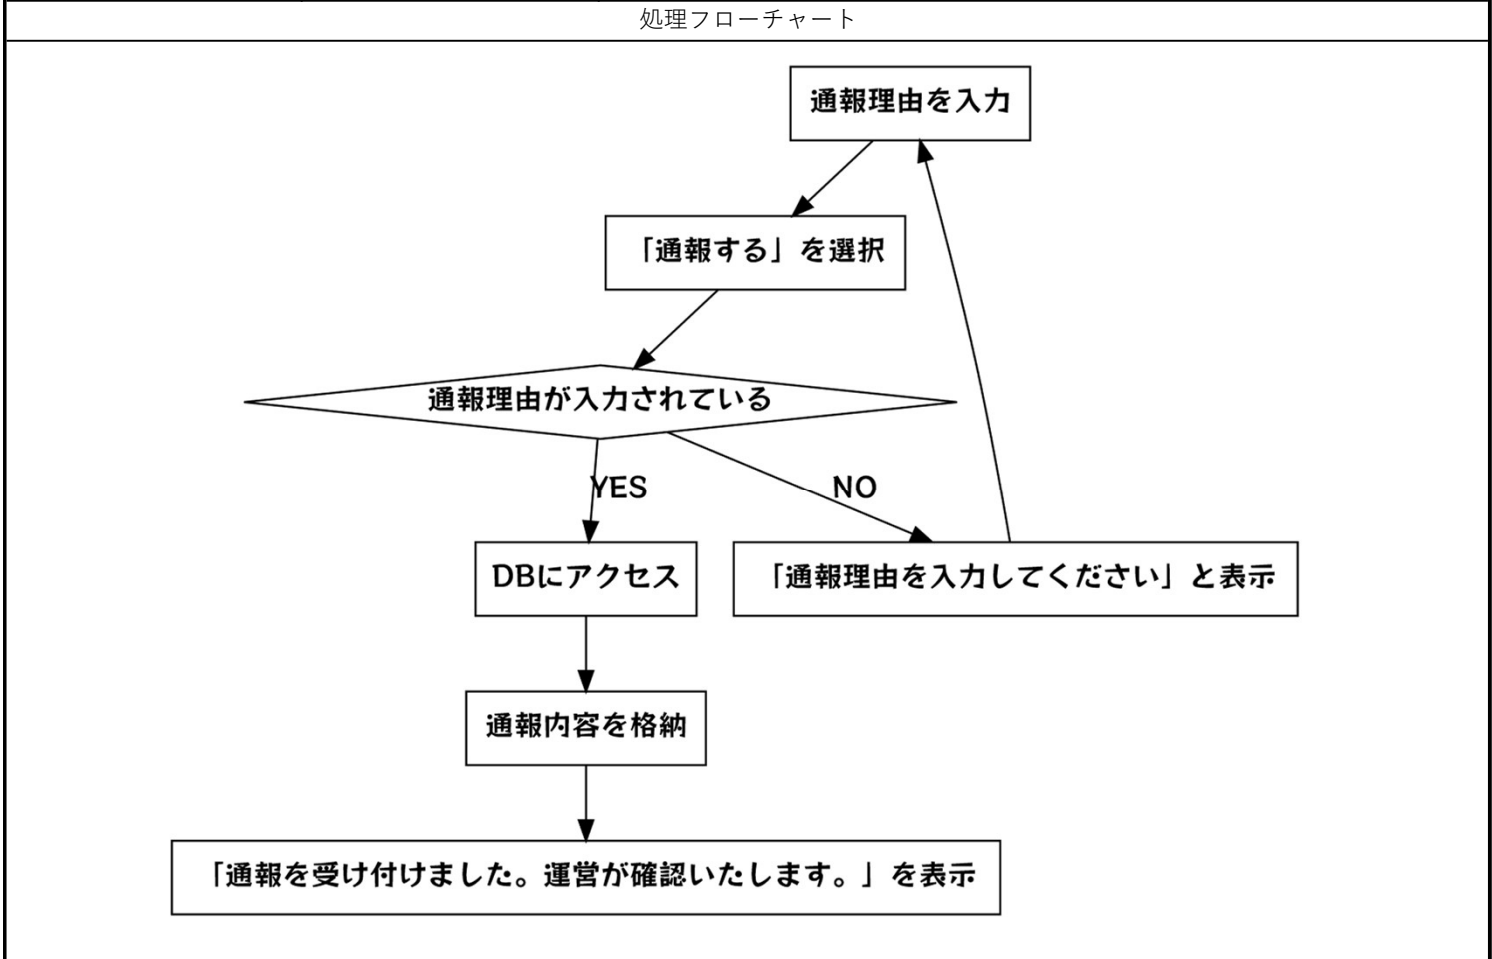 処理フローチャート
通報理由を入力
「通報する」を選択
通報理由が入力されている
YES
NO
DBにアクセス
「通報理由を入力してください」と表示
通報内容を格納
「通報を受け付けました。運営が確認いたします。」を表示